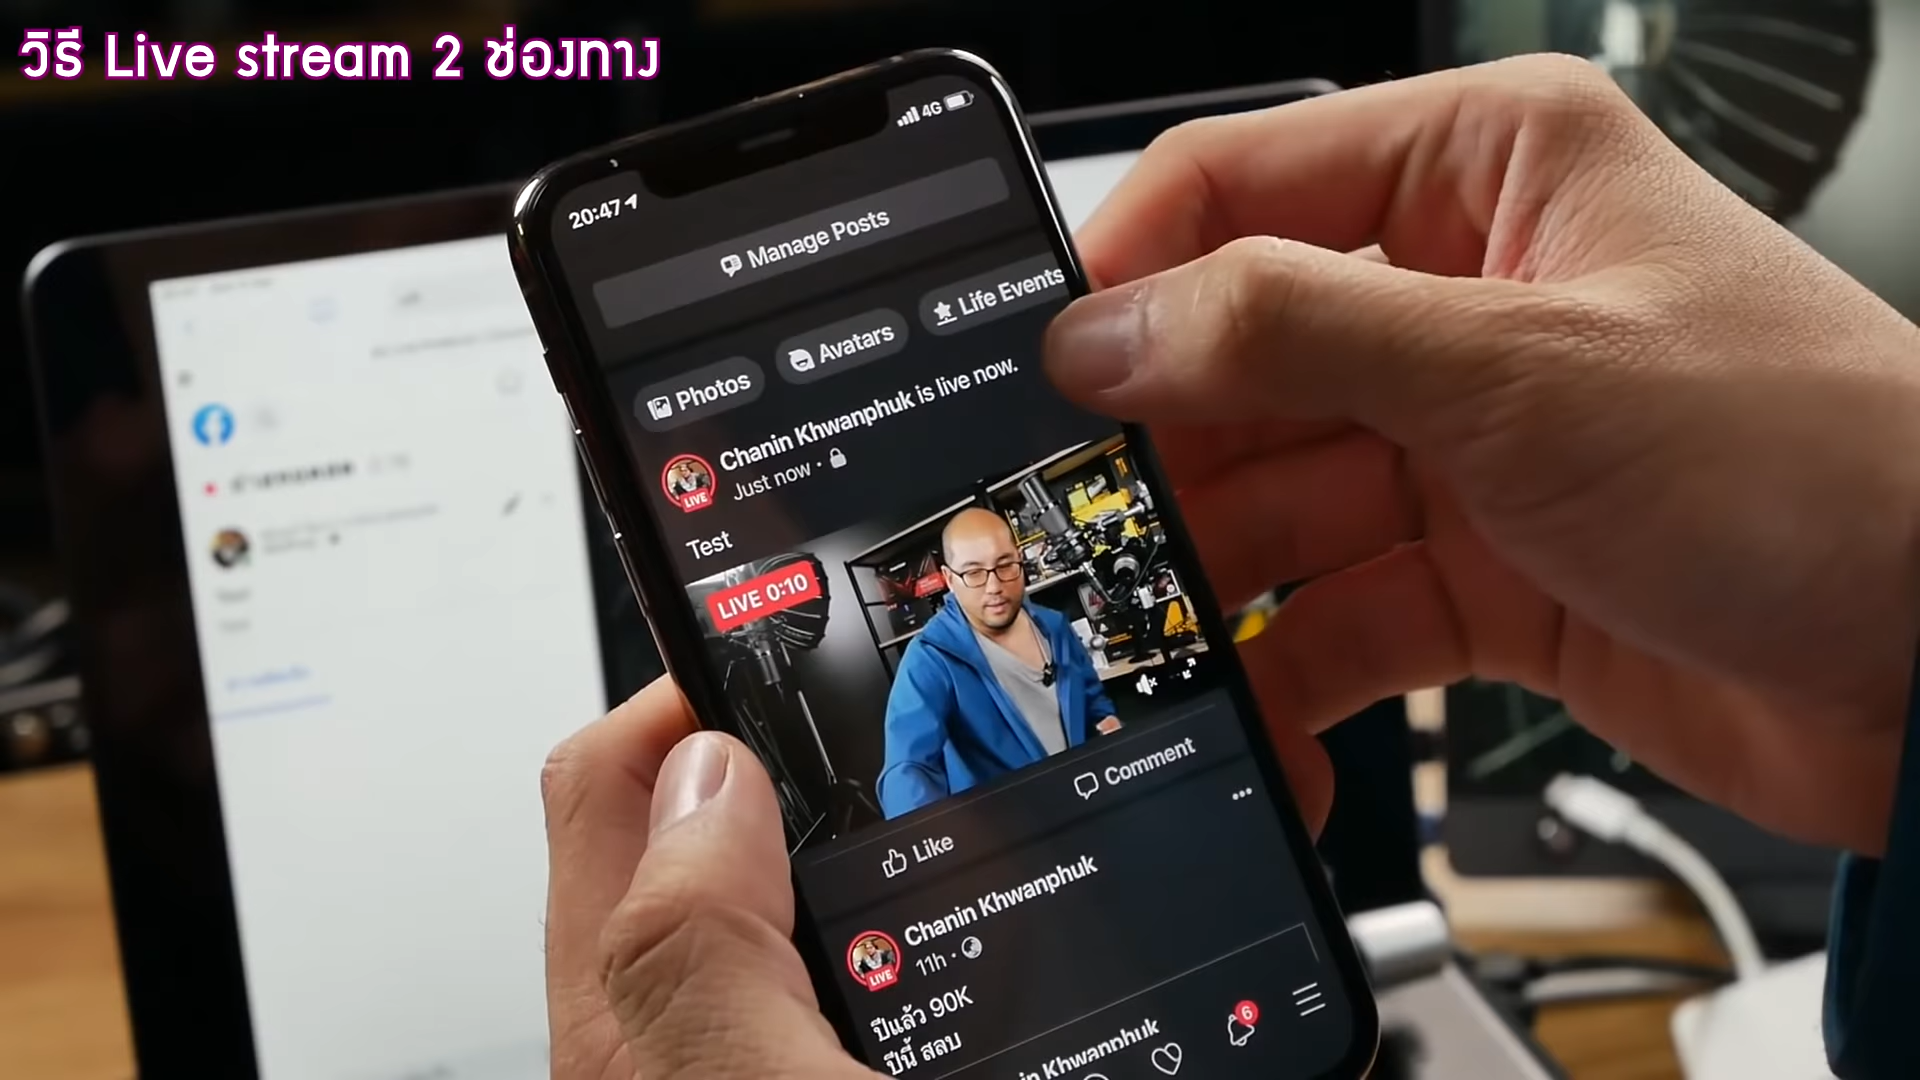 วิธี Live stream 2 ช่องทาง
4G
20:47
Manage Posts
Photos
Avatars
Life Events
Chanin Khwanphuk is live now.
Just now ·
LIVE
Test
LIVE 0:10
Like
Comment
Chanin Khwanphuk
11h ·
LIVE
ปีแล้ว 90K
ปีนี้ สลบ
in Khwanphuk
6